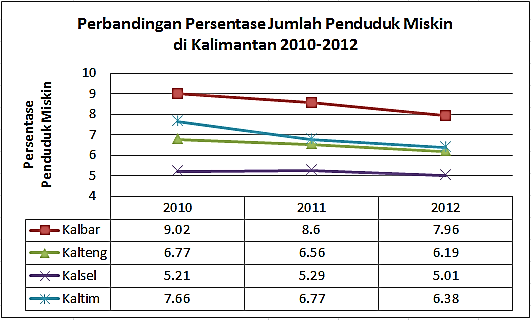 Perbandingan Persentase Jumlah Penduduk Miskin
di Kalimantan 2010-2012
Persentase
Penduduk Miskin
10
9
8
7
6
5
4
2010 2011 2012
Kalbar 9.02 8.6 7.96
Kalteng 6.77 6.56 6.19
Kalsel 5.21 5.29 5.01
Kaltim 7.66 6.77 6.38